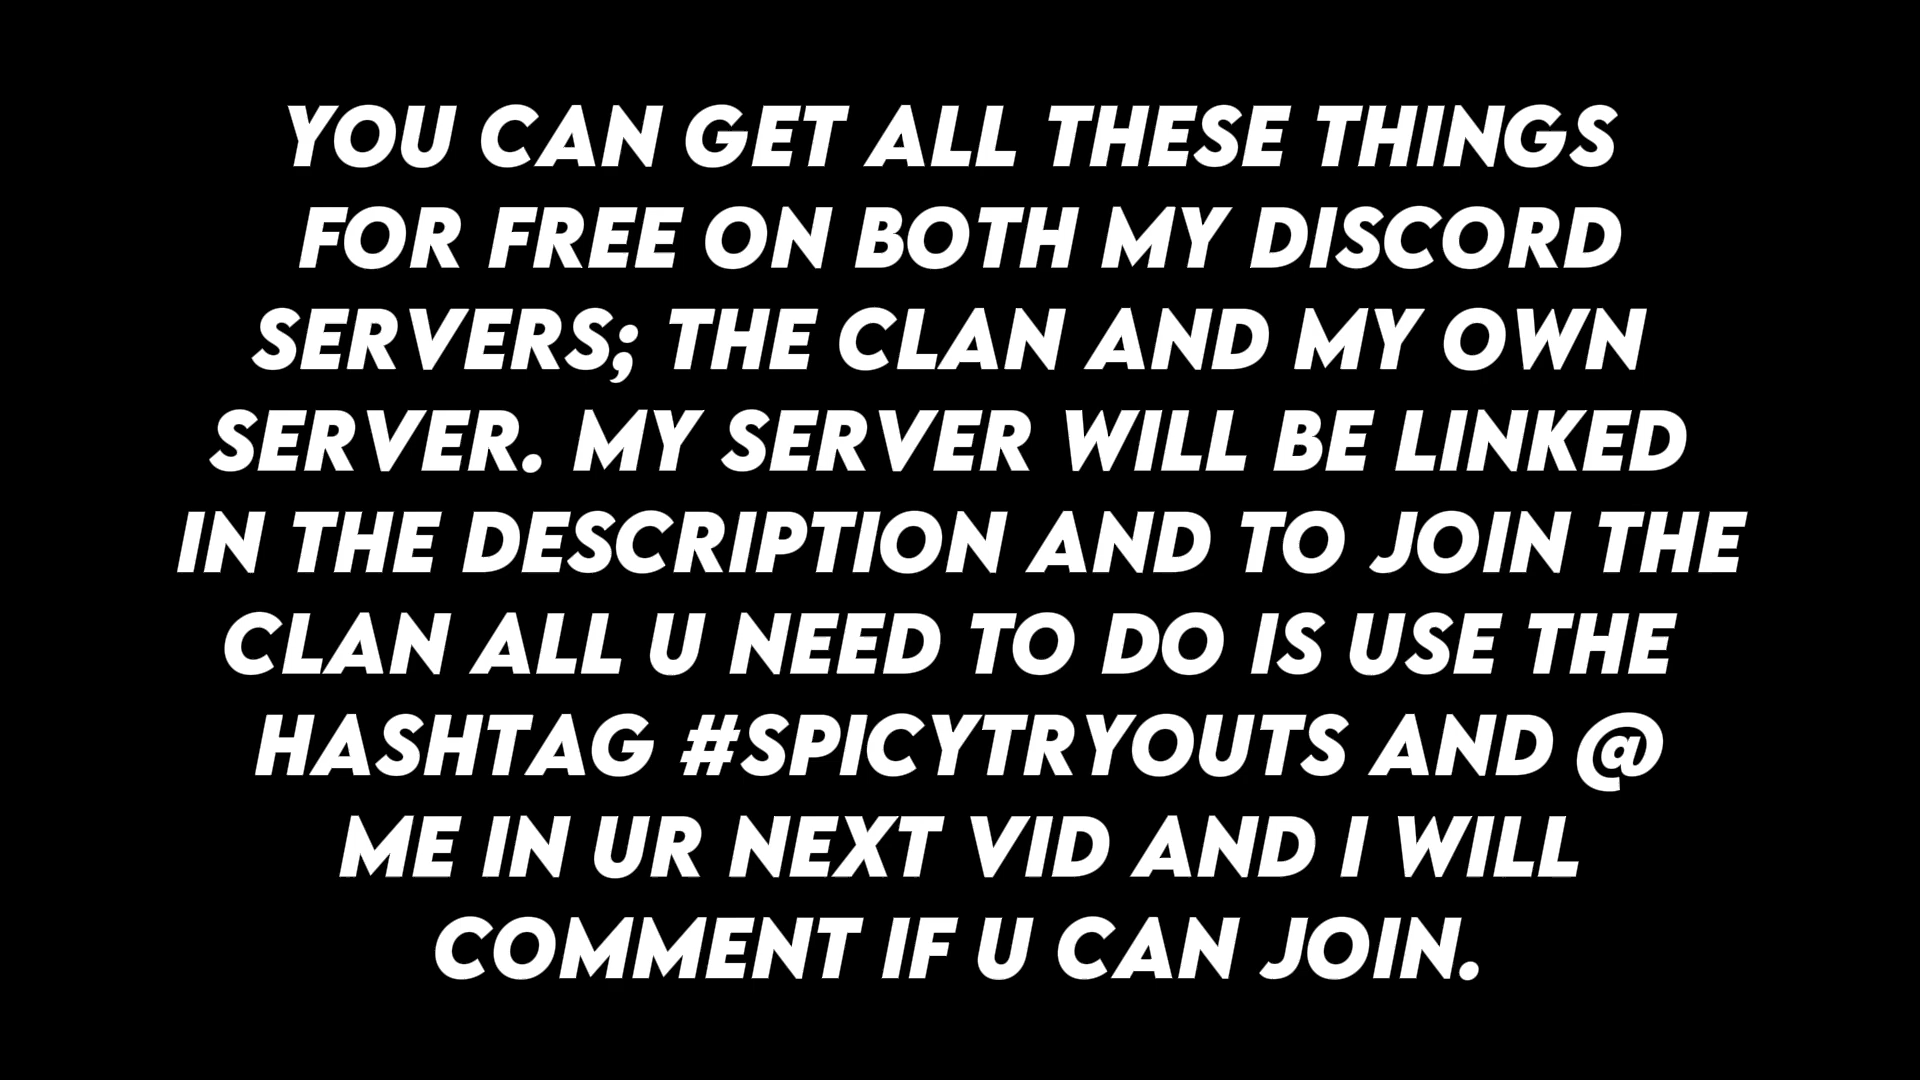 YOU CAN GET ALL THESE THINGS
FOR FREE ON BOTH MY DISCORD
SERVERS; THE CLAN AND MY OWN
SERVER. MY SERVER WILL BE LINKED
IN THE DESCRIPTION AND TO JOIN THE
CLAN ALL U NEED TO DO IS USE THE
HASHTAG #SPICYTRYOUTS AND @
ME IN UR NEXT VID AND I WILL
COMMENT IF U CAN JOIN.